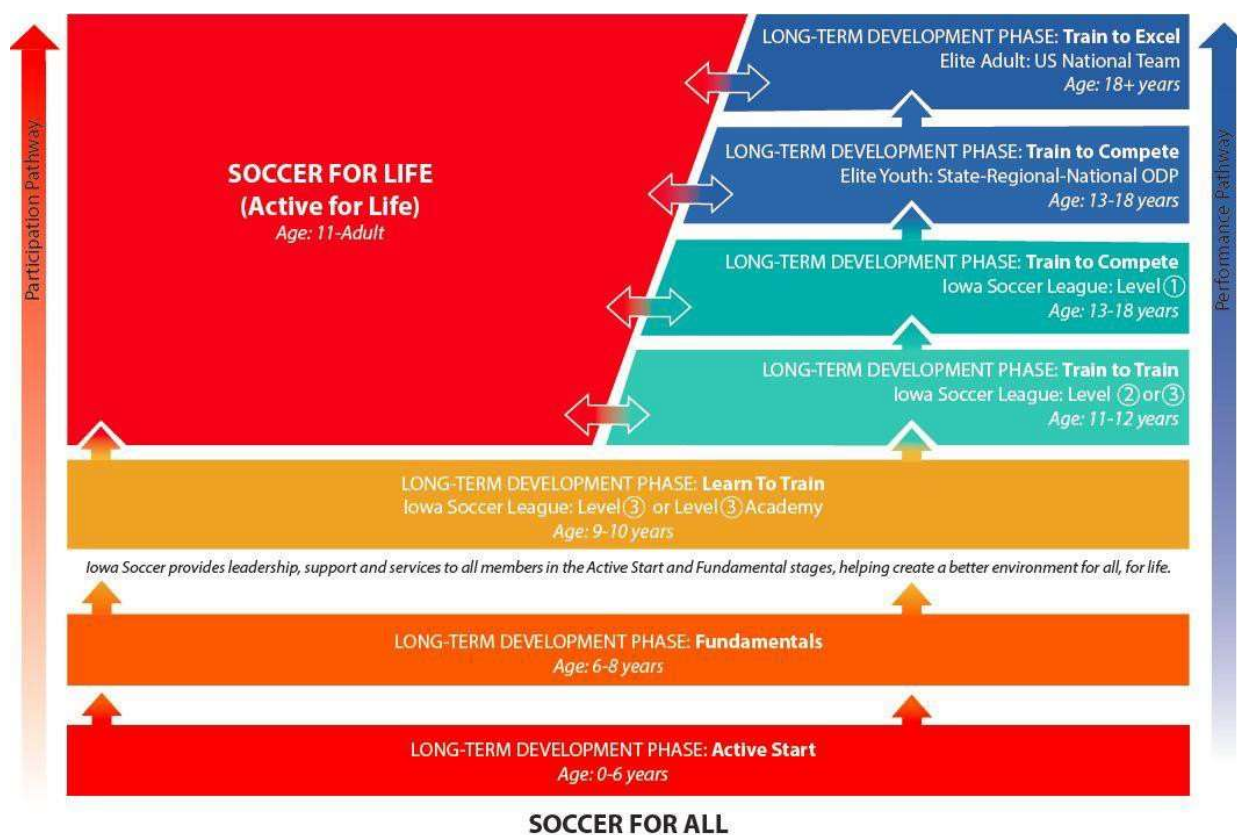 Participation Pathway
SOCCER FOR LIFE
(Active for Life)
Age: 11-Adult
LONG-TERM DEVELOPMENT PHASE: Train to Excel
Elite Adult: US National Team
Age: 18+ years
LONG-TERM DEVELOPMENT PHASE: Train to Compete
Elite Youth: State-Regional-National ODP
Age: 13-18 years
LONG-TERM DEVELOPMENT PHASE: Train to Compete
Iowa Soccer League: Level ①
Age: 13-18 years
LONG-TERM DEVELOPMENT PHASE: Train to Train
Iowa Soccer League: Level ② or ③
Age: 11-12 years
Performance Pathway
LONG-TERM DEVELOPMENT PHASE: Learn To Train
Iowa Soccer League: Level ③ or Level ③ Academy
Age: 9-10 years
Iowa Soccer provides leadership, support and services to all members in the Active Start and Fundamental stages, helping create a better environment for all, for life.
LONG-TERM DEVELOPMENT PHASE: Fundamentals
Age: 6-8 years
LONG-TERM DEVELOPMENT PHASE: Active Start
Age: 0-6 years
SOCCER FOR ALL